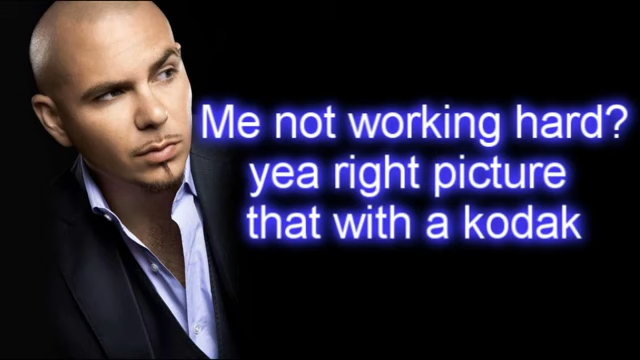 Me not working hard?
yea right picture
that with a kodak